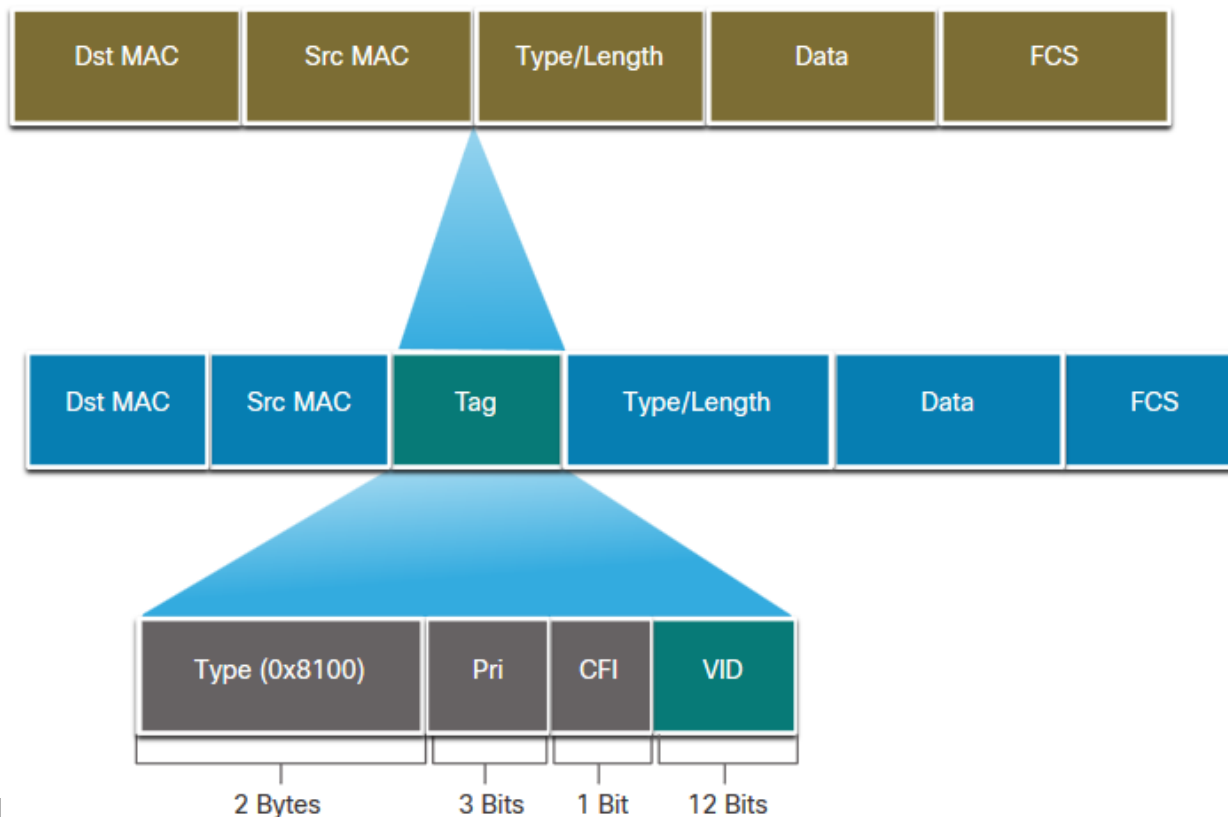 Dst MAC Src MAC Type/Length Data FCS
Dst MAC Src MAC Tag Type/Length Data FCS
Type (0x8100) Pri CFI VID
2 Bytes 3 Bits 1 Bit 12 Bits